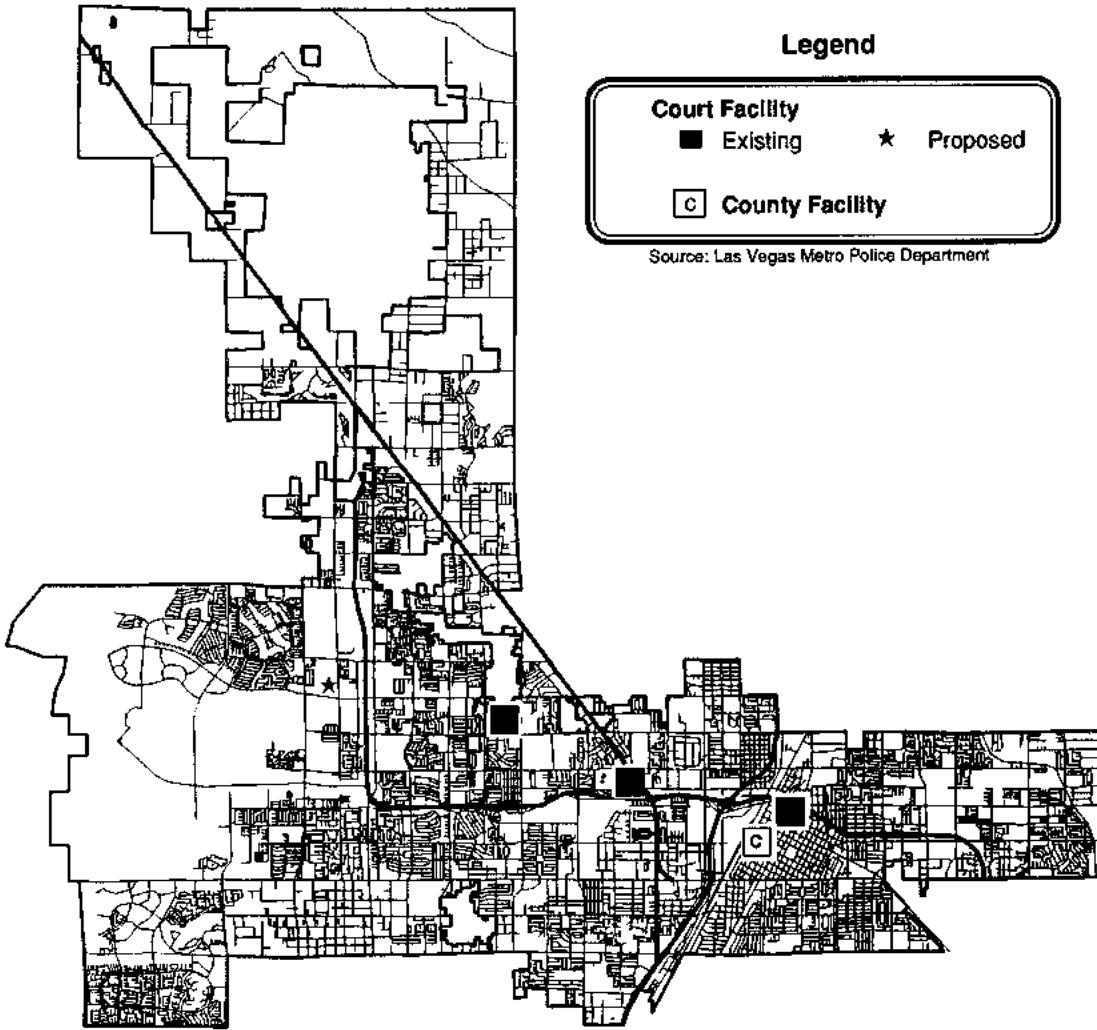 Legend
Court Facility
Existing
Proposed
C County Facility
Source: Las Vegas Metro Police Department
C